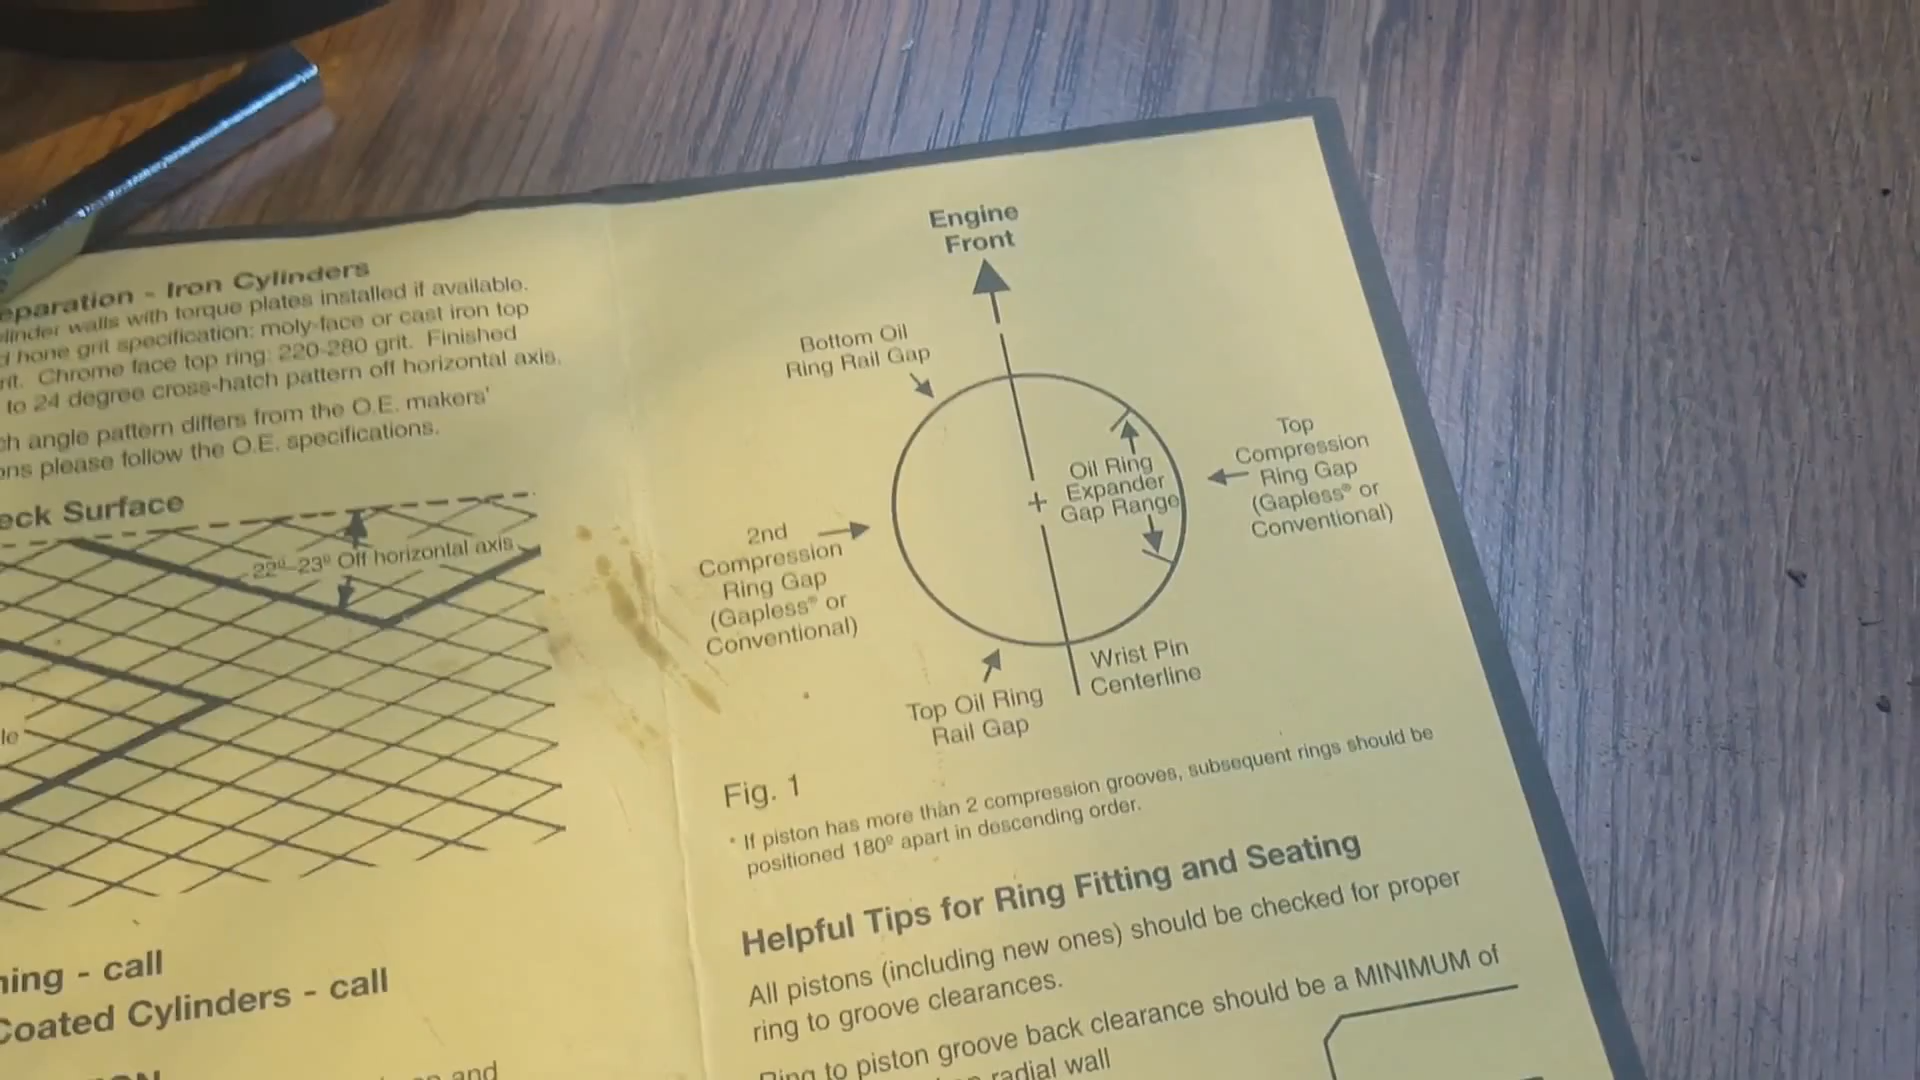 eparation - Iron Cylinders
linder walls with torque plates installed if available.
hone grit specification: moly-face or cast iron top
rit. Chrome face top ring: 220-280 grit. Finished
to 24 degree cross-hatch pattern off horizontal axis.
ch angle pattern differs from the O.E. makers'
ons please follow the O.E. specifications.
eck Surface
22º-23º Off horizontal axis
le
ning - call
Coated Cylinders - call
and
Engine
Front
Bottom Oil
Ring Rail Gap
Oil Ring
Expander
Gap Range
Top
Compression
Ring Gap
(Gapless® or
Conventional)
2nd
Compression
Ring Gap
(Gapless® or
Conventional)
Top Oil Ring
Rail Gap
Wrist Pin
Centerline
Fig. 1
* If piston has more than 2 compression grooves, subsequent rings should be
positioned 180º apart in descending order.
Helpful Tips for Ring Fitting and Seating
All pistons (including new ones) should be checked for proper
ring to groove clearances.
Ring to piston groove back clearance should be a MINIMUM of
radial wall